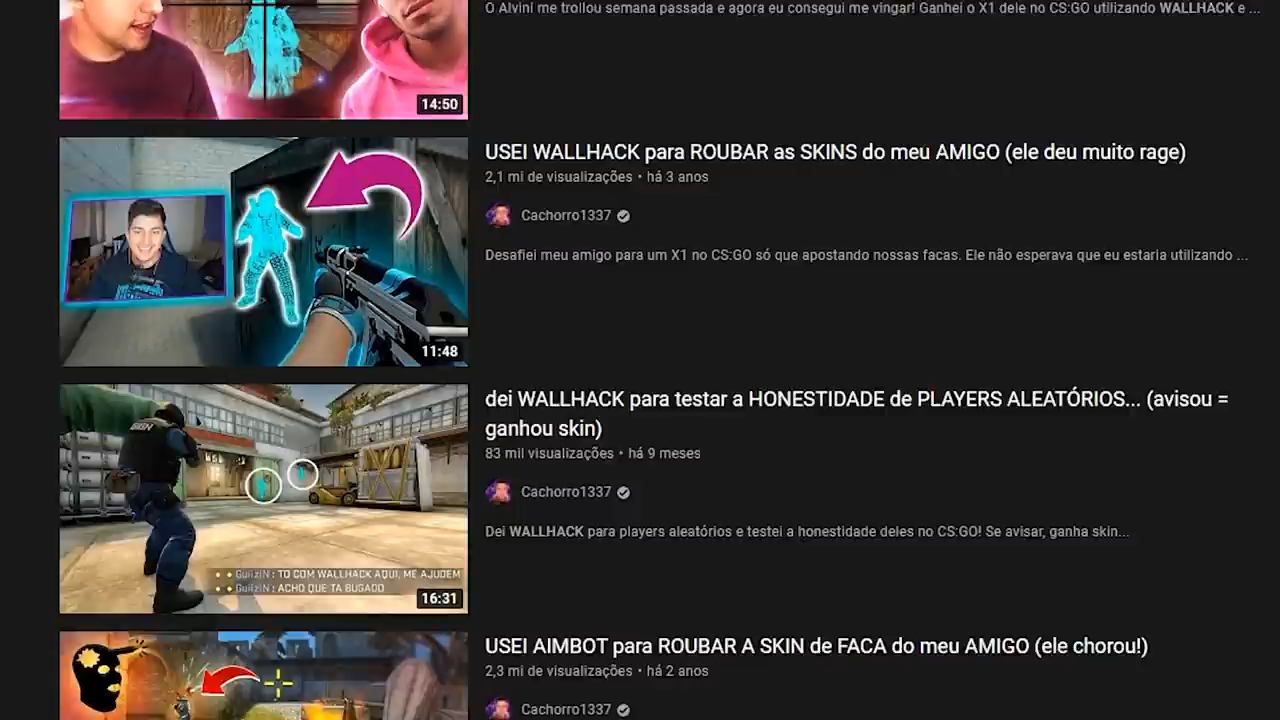 O Alvini me trollou semana passada e agora eu consegui me vingar! Ganhei o X1 dele no CS:GO utilizando WALLHACK e ...
14:50
USEI WALLHACK para ROUBAR as SKINS do meu AMIGO (ele deu muito rage)
2,1 mi de visualizações • há 3 anos
Cachorro1337
Desafiei meu amigo para um X1 no CS:GO só que apostando nossas facas. Ele não esperava que eu estaria utilizando ...
11:48
dei WALLHACK para testar a HONESTIDADE de PLAYERS ALEATÓRIOS... (avisou =
ganhou skin)
83 mil visualizações • há 9 meses
Cachorro1337
Dei WALLHACK para players aleatórios e testei a honestidade deles no CS:GO! Se avisar, ganha skin...
: TO COM WALLHACK AQUI, ME AJUDEM
: ACHO QUE TA BUGADO
16:31
USEI AIMBOT para ROUBAR A SKIN de FACA do meu AMIGO (ele chorou!)
2,3 mi de visualizações • há 2 anos
Cachorro1337